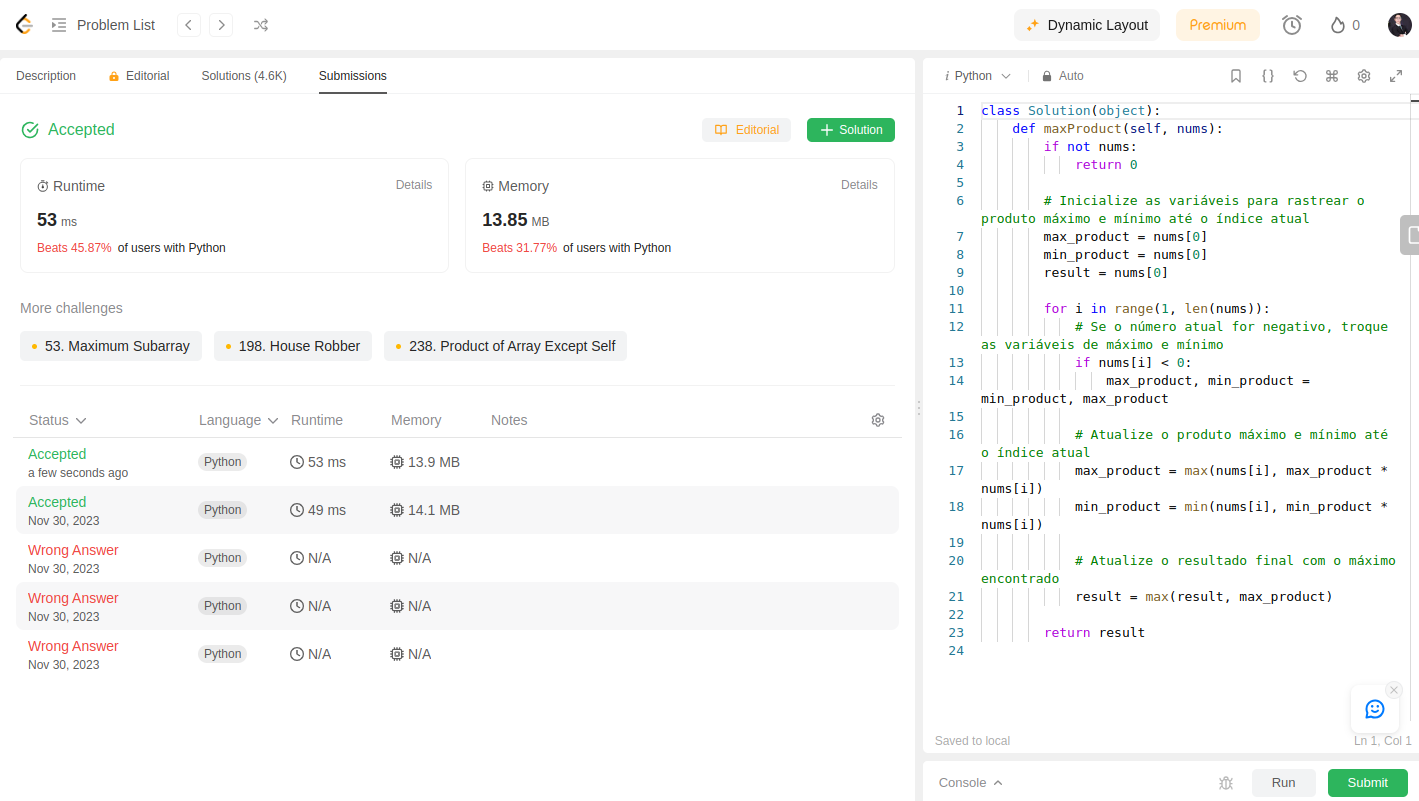 Problem List
Dynamic Layout
Premium
0
Description
Editorial
Solutions (4.6K)
Submissions
Accepted
Editorial
Solution
Runtime
Details
53 ms
Beats 45.87% of users with Python
Memory
Details
13.85 MB
Beats 31.77% of users with Python
More challenges
53. Maximum Subarray
198. House Robber
238. Product of Array Except Self
Status Language Runtime Memory Notes
Accepted
a few seconds ago
Python 53 ms 13.9 MB
Accepted
Nov 30, 2023
Python 49 ms 14.1 MB
Wrong Answer
Nov 30, 2023
Python N/A N/A
Wrong Answer
Nov 30, 2023
Python N/A N/A
Wrong Answer
Nov 30, 2023
Python N/A N/A
i Python
Auto
{}
1 class Solution(object):
2 def maxProduct(self, nums):
3 if not nums:
4 return 0
5
6 # Inicialize as variáveis para rastrear o
produto máximo e mínimo até o índice atual
7 max_product = nums[0]
8 min_product = nums[0]
9 result = nums[0]
10
11 for i in range(1, len(nums)):
12 # Se o número atual for negativo, troque
as variáveis de máximo e mínimo
13 if nums[i] < 0:
14 max_product, min_product =
min_product, max_product
15
16 # Atualize o produto máximo e mínimo até
o índice atual
17 max_product = max(nums[i], max_product *
nums[i])
18 min_product = min(nums[i], min_product *
nums[i])
19
20 # Atualize o resultado final com o máximo
encontrado
21 result = max(result, max_product)
22
23 return result
24
Saved to local
Ln 1, Col 1
Console
Run
Submit